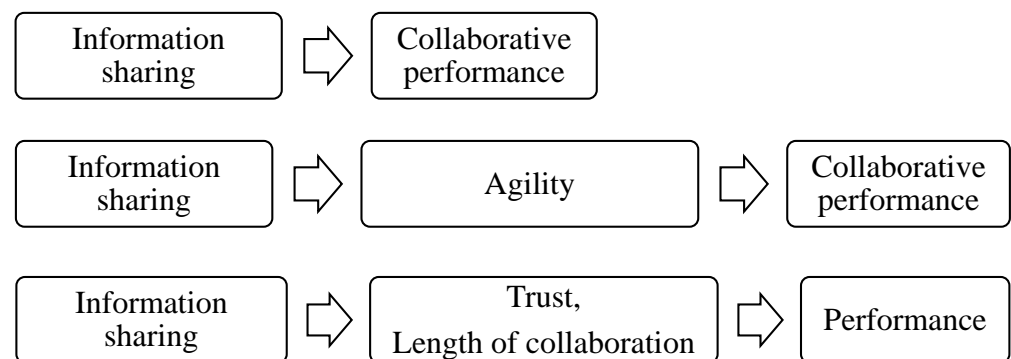 Information
sharing
Collaborative
performance
Information
sharing
Agility
Collaborative
performance
Information
sharing
Trust,
Length of collaboration
Performance